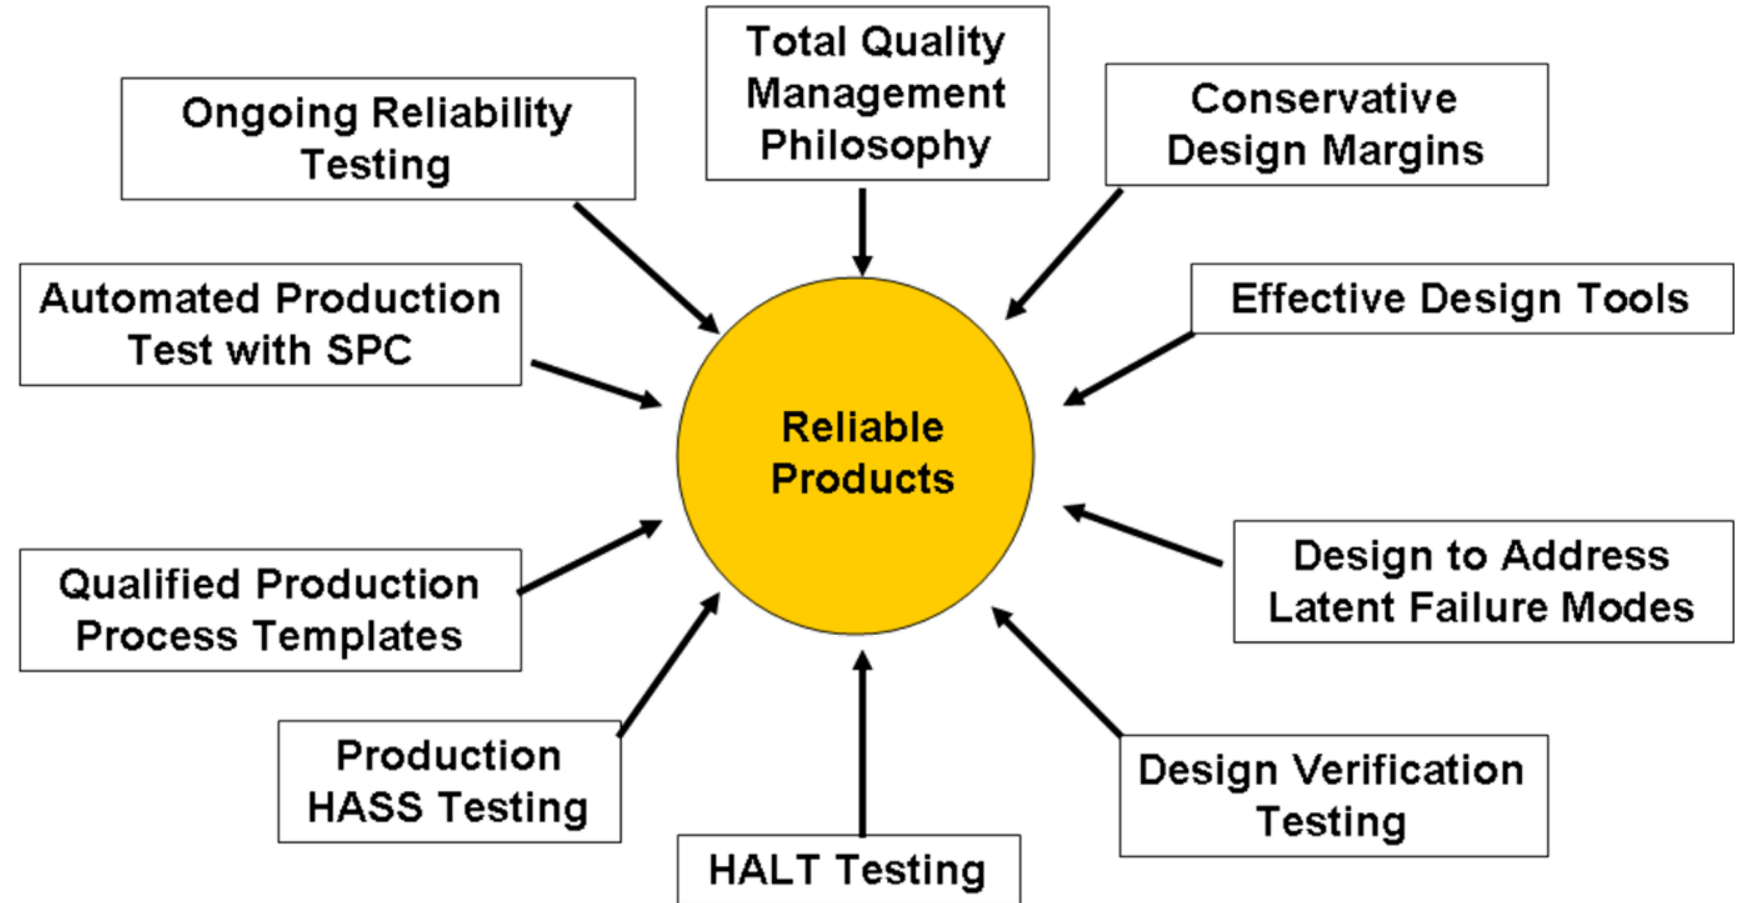 Total Quality
Management
Philosophy
Conservative
Design Margins
Effective Design Tools
Design to Address
Latent Failure Modes
Design Verification
Testing
HALT Testing
Production
HASS Testing
Qualified Production
Process Templates
Automated Production
Test with SPC
Ongoing Reliability
Testing
Reliable
Products